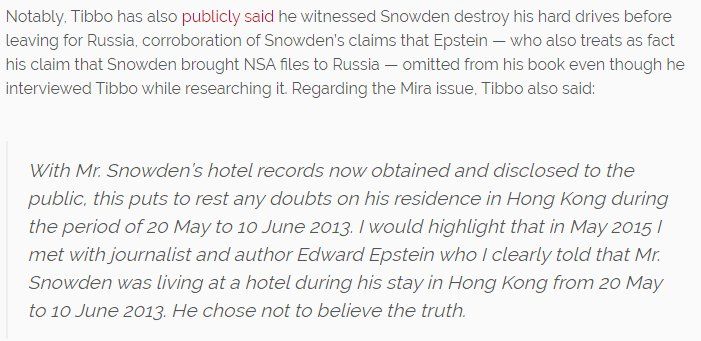 Notably, Tibbo has also publicly said he witnessed Snowden destroy his hard drives before
leaving for Russia, corroboration of Snowden's claims that Epstein — who also treats as fact
his claim that Snowden brought NSA files to Russia — omitted from his book even though he
interviewed Tibbo while researching it. Regarding the Mira issue, Tibbo also said:
With Mr. Snowden's hotel records now obtained and disclosed to the
public, this puts to rest any doubts on his residence in Hong Kong during
the period of 20 May to 10 June 2013. I would highlight that in May 2015 I
met with journalist and author Edward Epstein who I clearly told that Mr.
Snowden was living at a hotel during his stay in Hong Kong from 20 May
to 10 June 2013. He chose not to believe the truth.